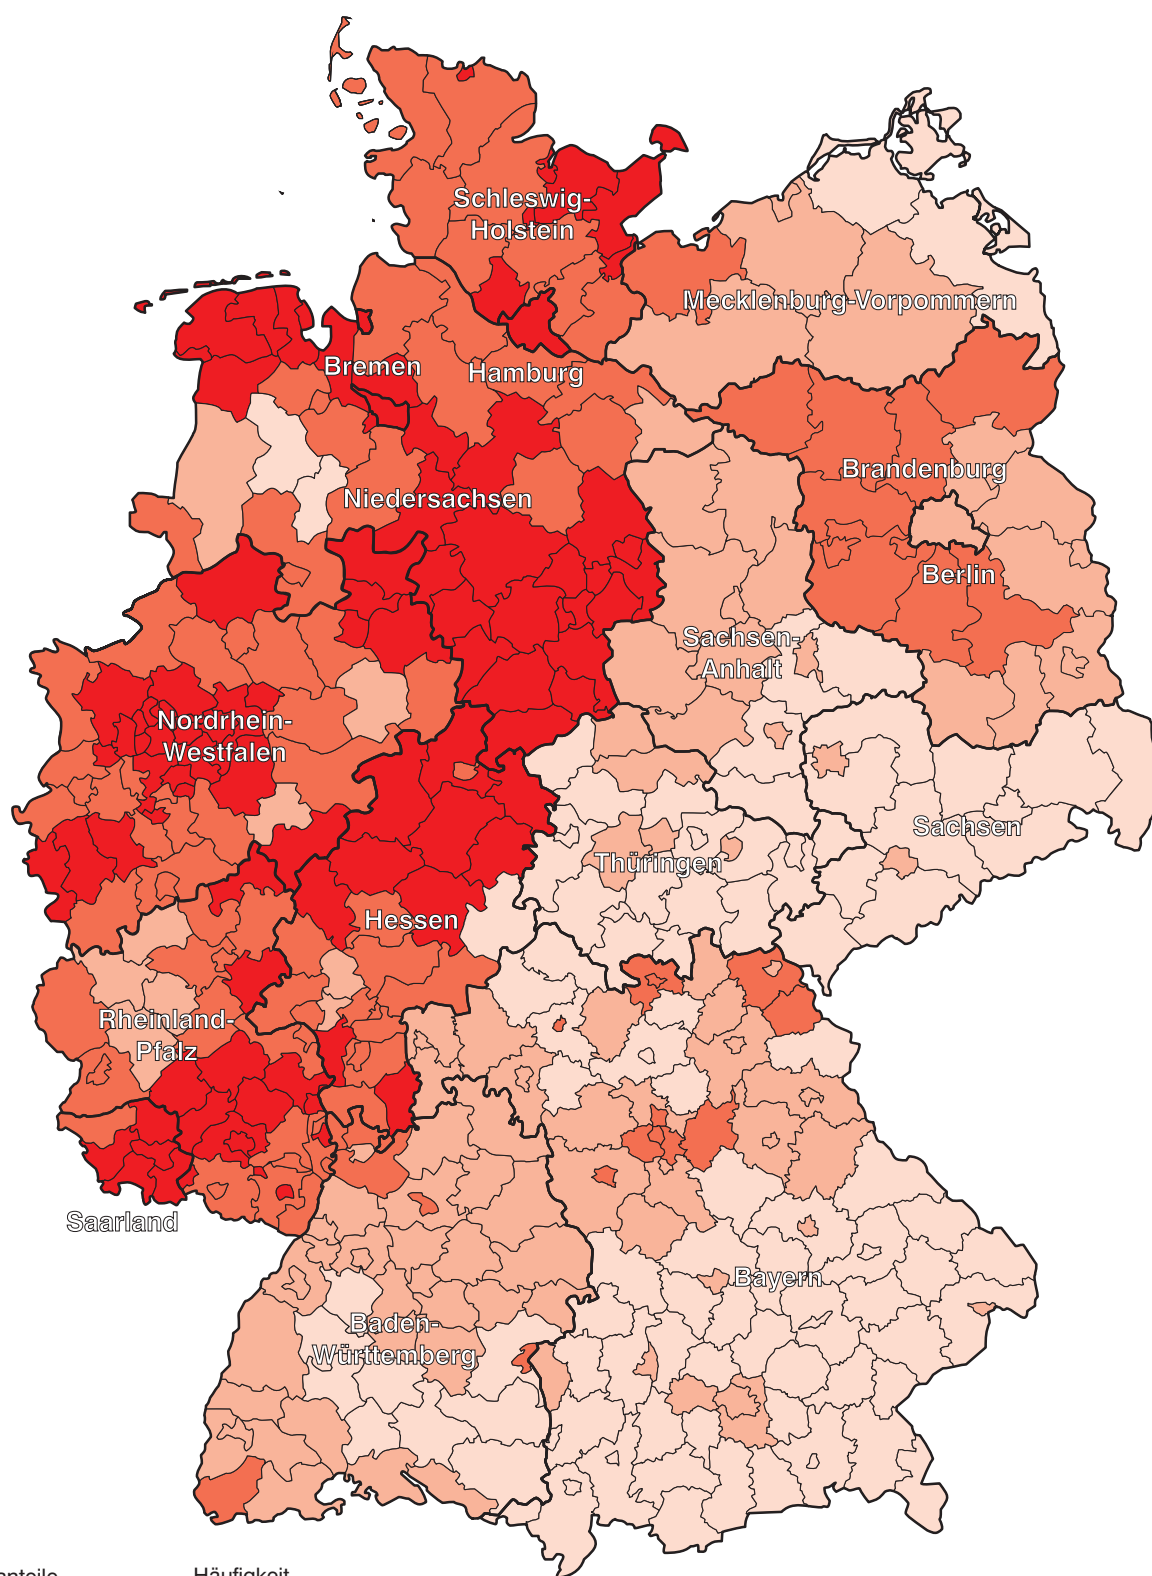 Schleswig-
Holstein
Mecklenburg-Vorpommern
Bremen
Hamburg
Brandenburg
Niedersachsen
Berlin
Sachsen-
Anhalt
Nordrhein-
Westfalen
Sachsen
Thüringen
Hessen
Rheinland-
Pfalz
Saarland
Bayern
Baden-
Württemberg
Häufigkeit